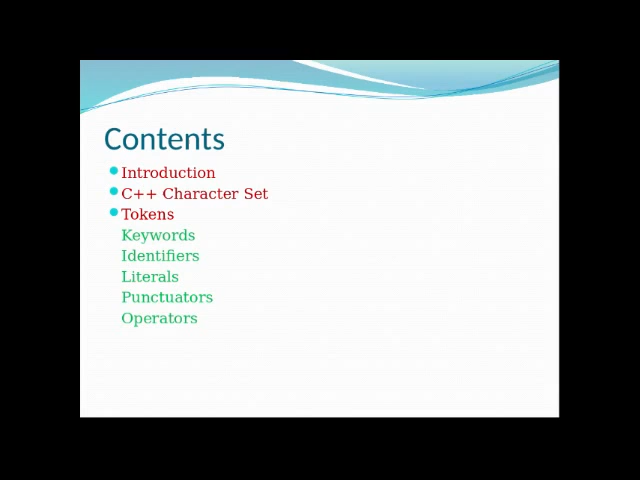 Contents
Introduction
C++ Character Set
Tokens
Keywords
Identifiers
Literals
Punctuators
Operators